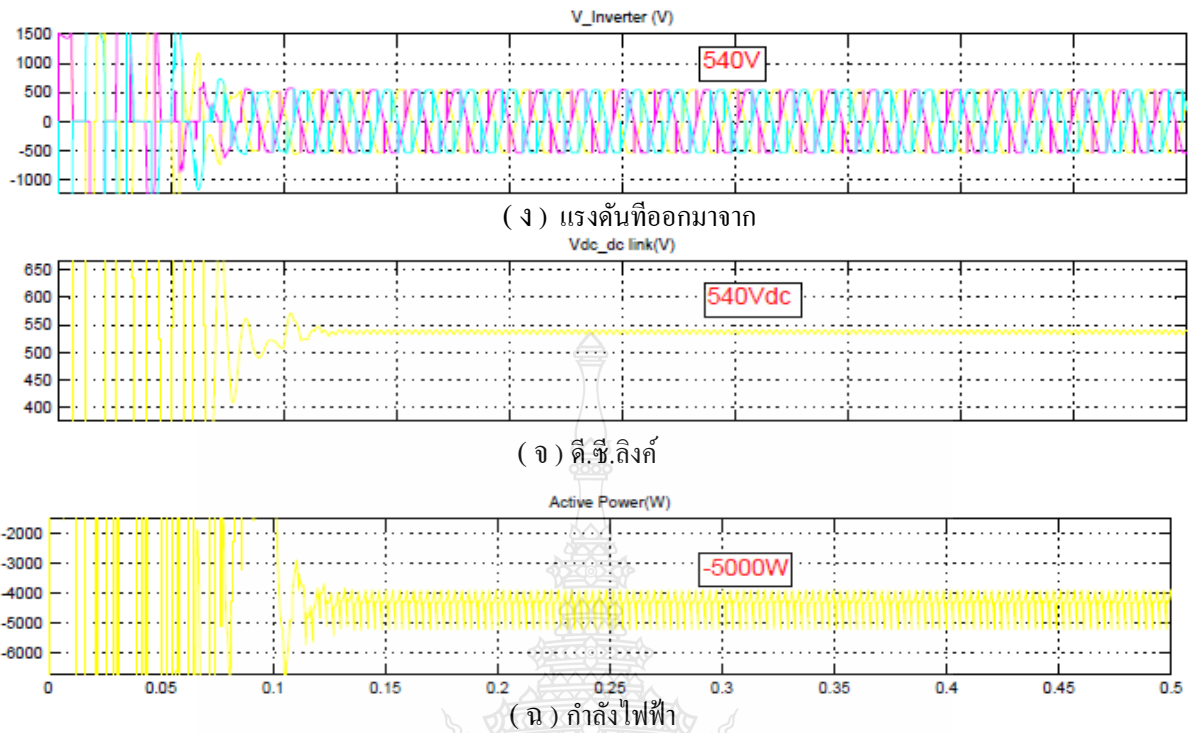 V_Inverter (V)
1500
1000
500
0
-500
-1000
540V
( ง ) แรงดันที่ออกมาจาก
Vdc_dc link(V)
650
600
550
500
450
400
540Vdc
( จ ) ดี.ซี.ลิงค์
Active Power(W)
-2000
-3000
-4000
-5000
-6000
-5000W
0 0.05 0.1 0.15 0.2 0.25 0.3 0.35 0.4 0.45 0.5
( ฉ ) กำลังไฟฟ้า